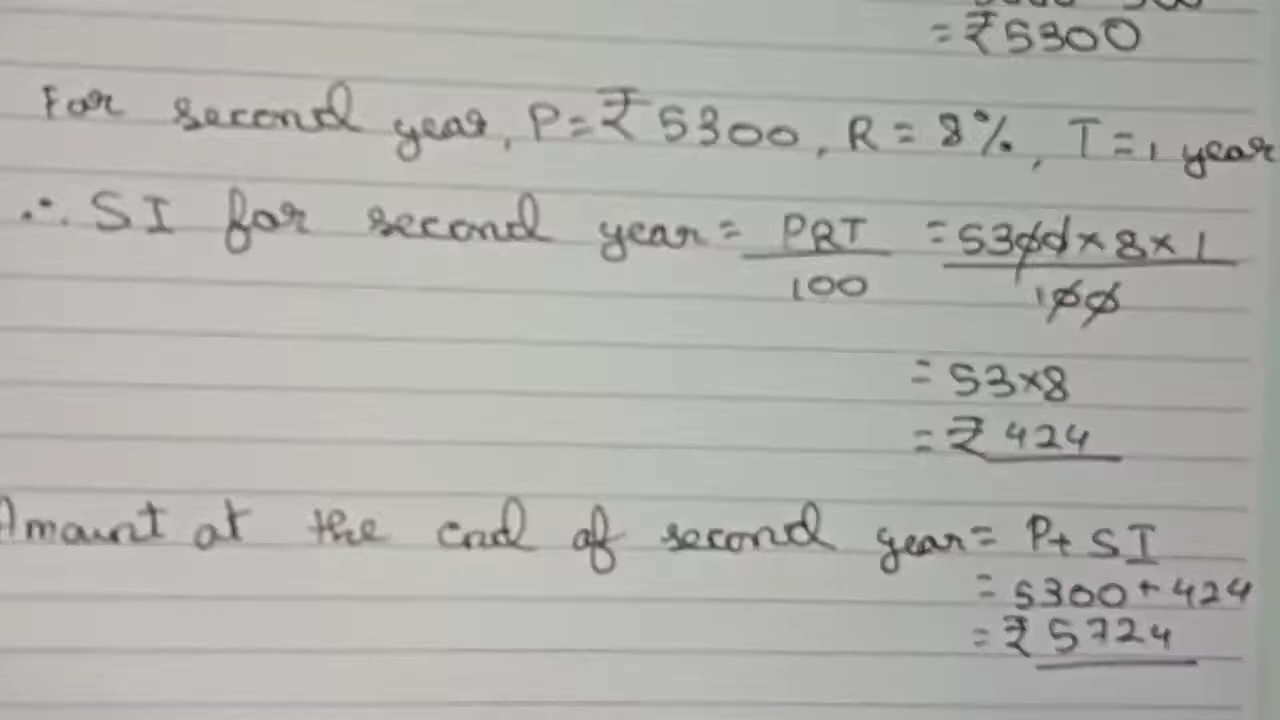 = ₹5300
For second year, P = ₹5300, R = 8%, T = 1 year
∴ SI for second year = PRT/100 = 5300 × 8 × 1/100
= 53×8
= ₹ 424
Amount at the end of second year = P + SI
= 5300 + 424
= ₹ 5724